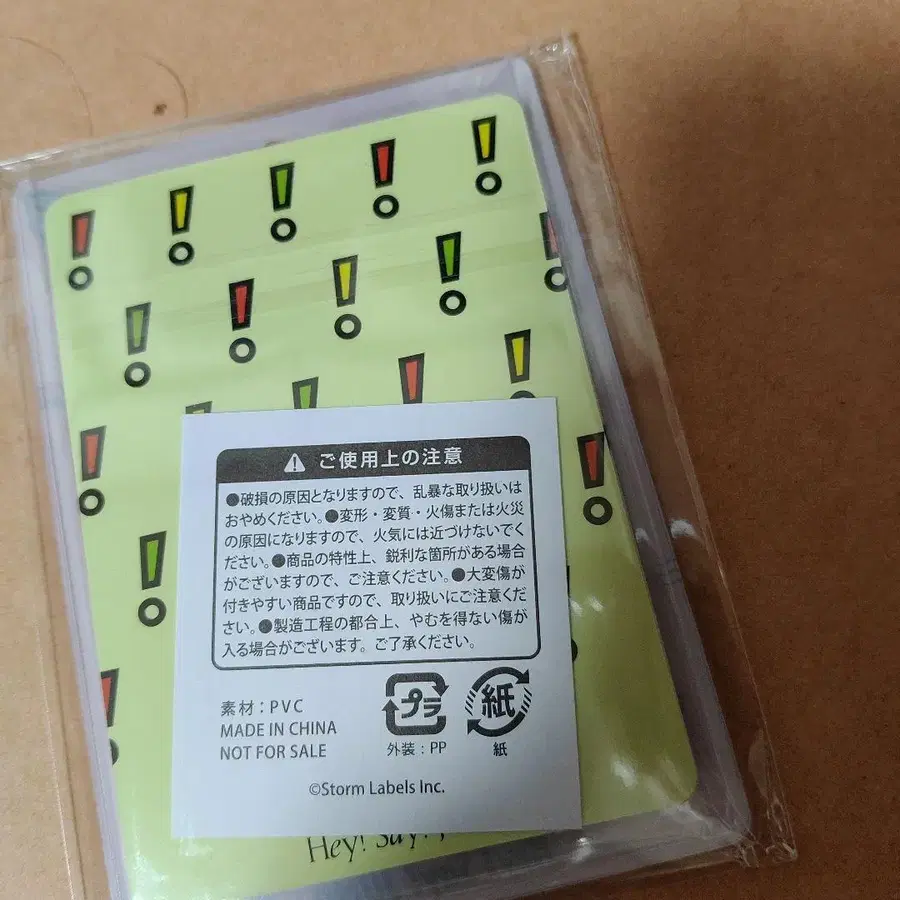 ご使用上の注意
●破損の原因となりますので、乱暴な取り扱いは
おやめください。●変形・変質・火傷または火災
の原因になりますので、火気には近づけないでく
ださい。●商品の特性上、鋭利な箇所がある場合
がございますので、ご注意ください。●大変傷が
付きやすい商品ですので、取り扱いにご注意くだ
さい。●製造工程の都合上、やむを得ない傷が
入る場合がございます。ご了承ください。
素材：PVC
MADE IN CHINA
NOT FOR SALE
プラ
外装：PP
紙
紙
©Storm Labels Inc.
Hey! Say!